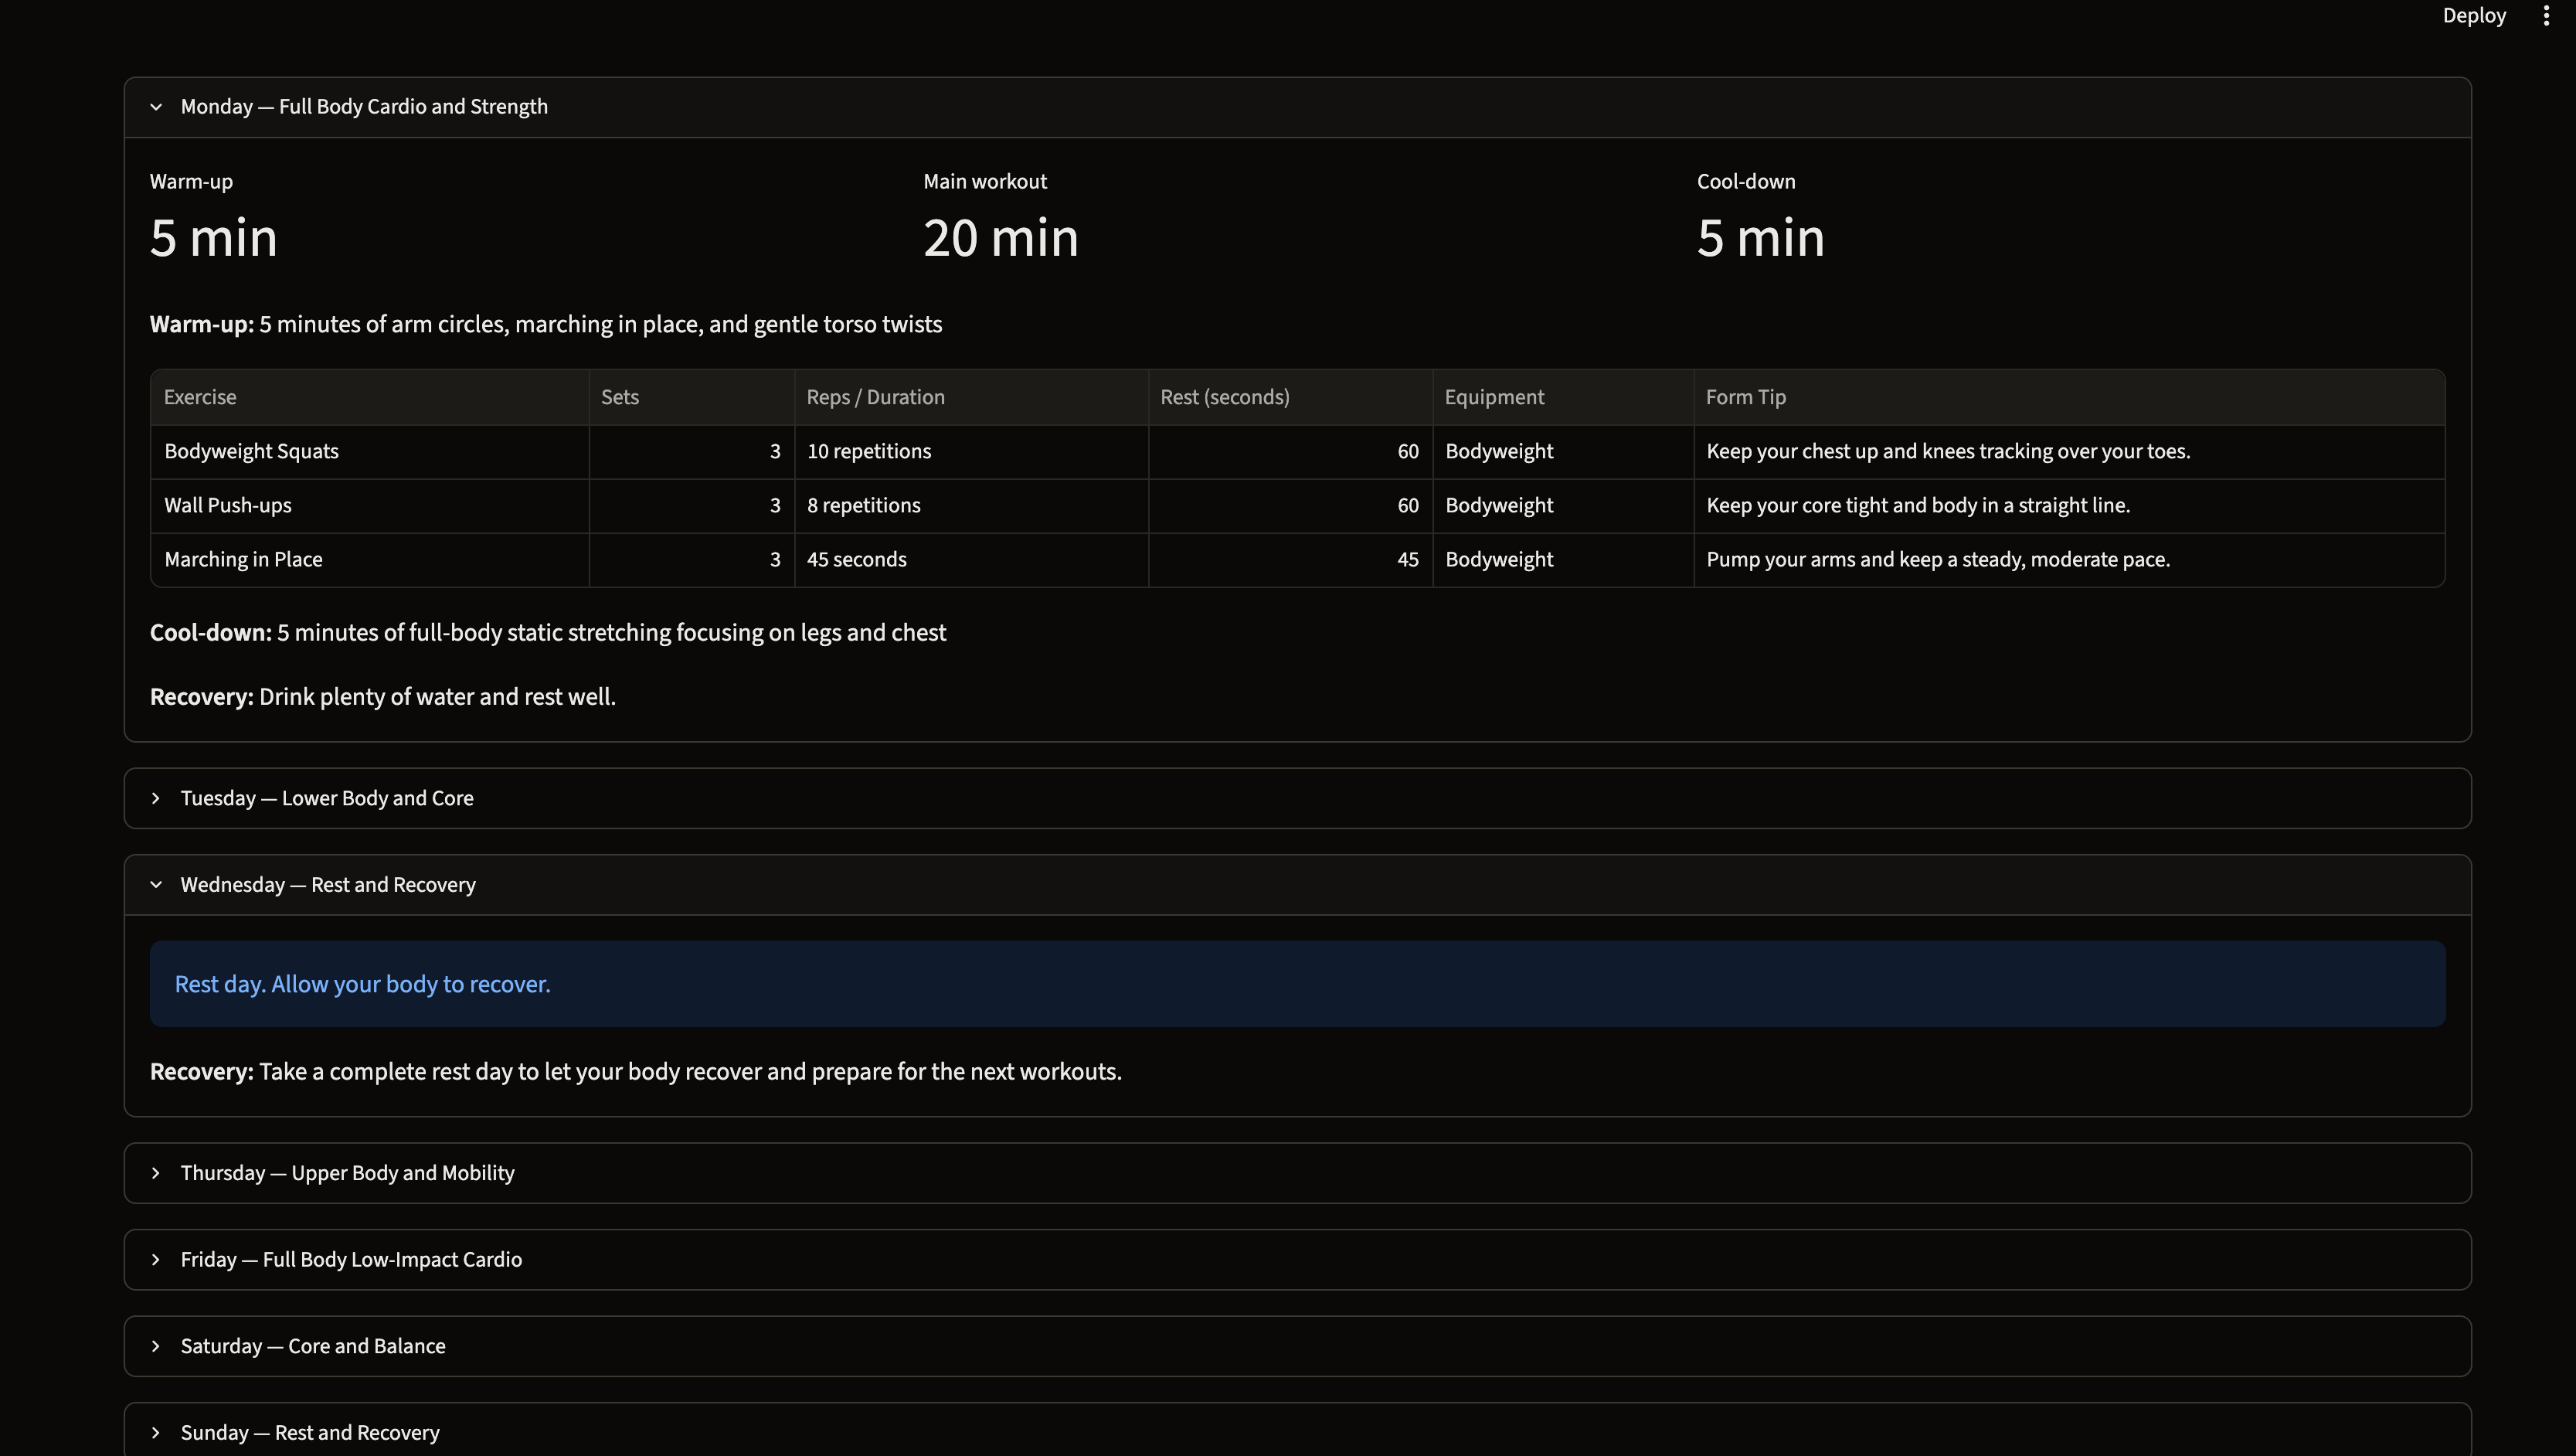 Deploy
Monday — Full Body Cardio and Strength
Warm-up Main workout Cool-down
5 min 20 min 5 min
Warm-up: 5 minutes of arm circles, marching in place, and gentle torso twists
Exercise Sets Reps / Duration Rest (seconds) Equipment Form Tip
Bodyweight Squats 3 10 repetitions 60 Bodyweight Keep your chest up and knees tracking over your toes.
Wall Push-ups 3 8 repetitions 60 Bodyweight Keep your core tight and body in a straight line.
Marching in Place 3 45 seconds 45 Bodyweight Pump your arms and keep a steady, moderate pace.
Cool-down: 5 minutes of full-body static stretching focusing on legs and chest
Recovery: Drink plenty of water and rest well.
Tuesday — Lower Body and Core
Wednesday — Rest and Recovery
Rest day. Allow your body to recover.
Recovery: Take a complete rest day to let your body recover and prepare for the next workouts.
Thursday — Upper Body and Mobility
Friday — Full Body Low-Impact Cardio
Saturday — Core and Balance
Sunday — Rest and Recovery